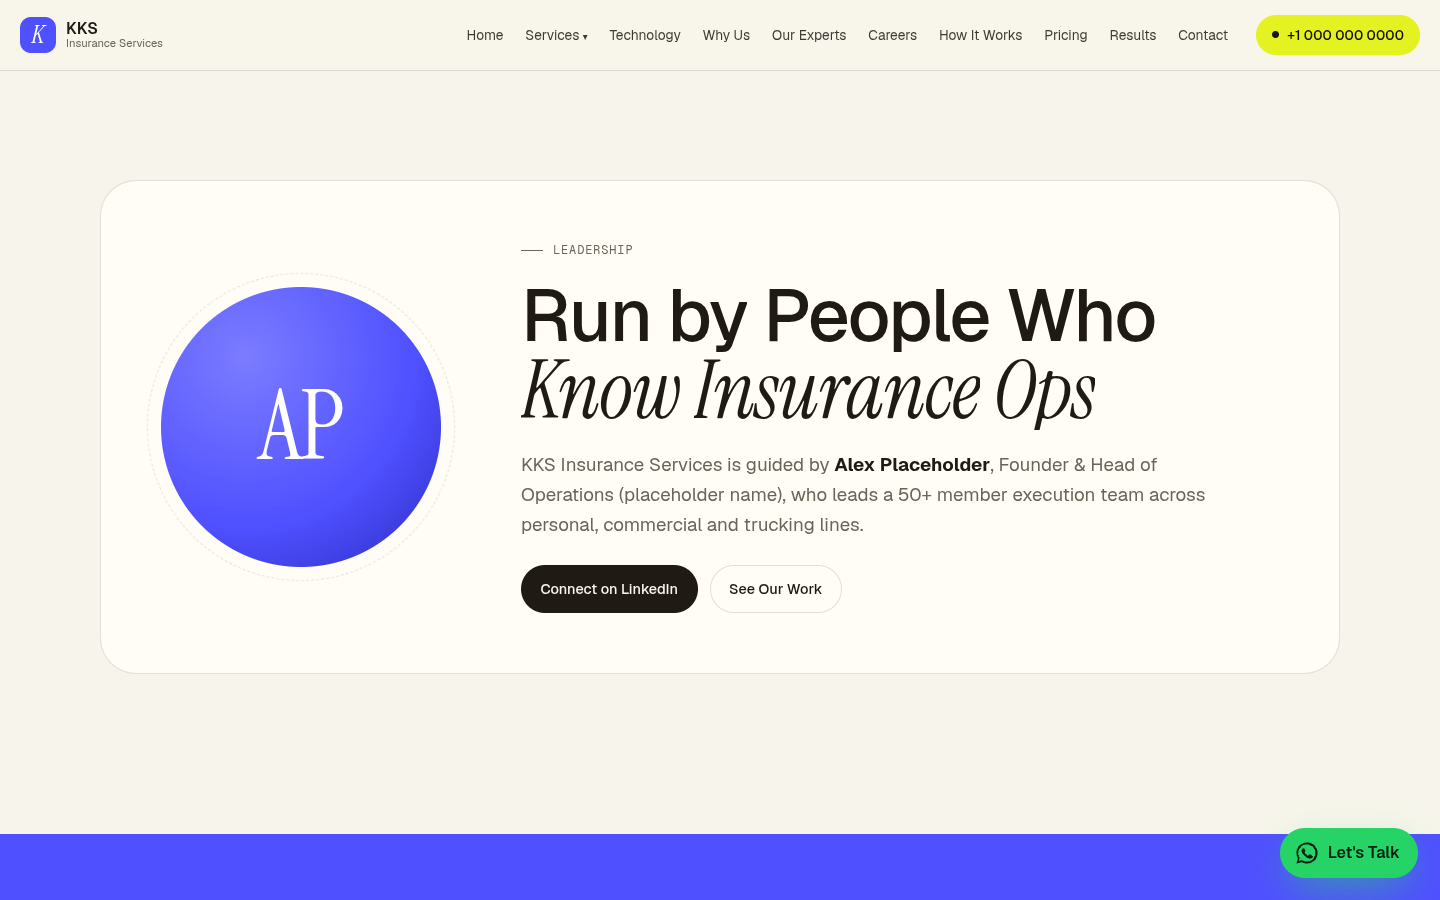 K
KKS
Insurance Services
Home Services ▾ Technology Why Us Our Experts Careers How It Works Pricing Results Contact +1 000 000 0000
LEADERSHIP
AP
Run by People Who
Know Insurance Ops
KKS Insurance Services is guided by Alex Placeholder, Founder & Head of
Operations (placeholder name), who leads a 50+ member execution team across
personal, commercial and trucking lines.
Connect on LinkedIn See Our Work
Let's Talk